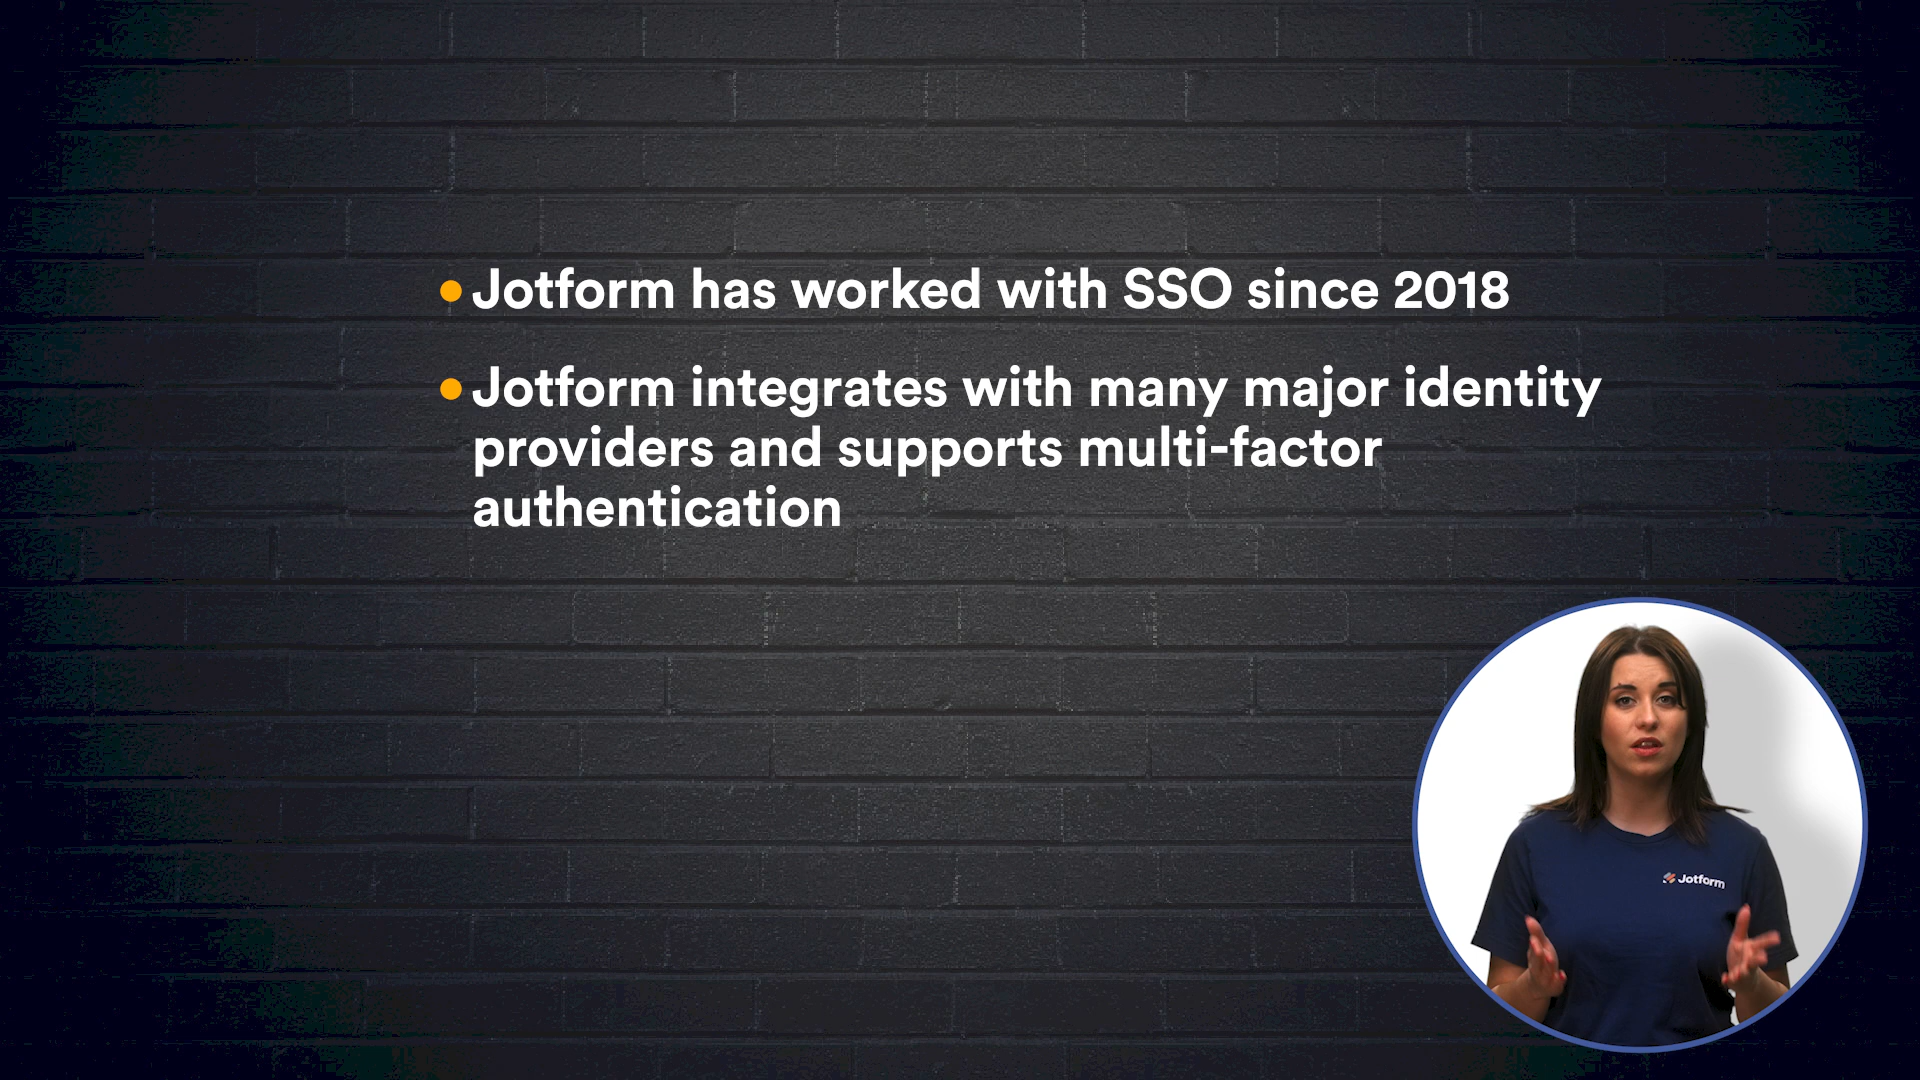 Jotform has worked with SSO since 2018
Jotform integrates with many major identity
providers and supports multi-factor
authentication
Jotform